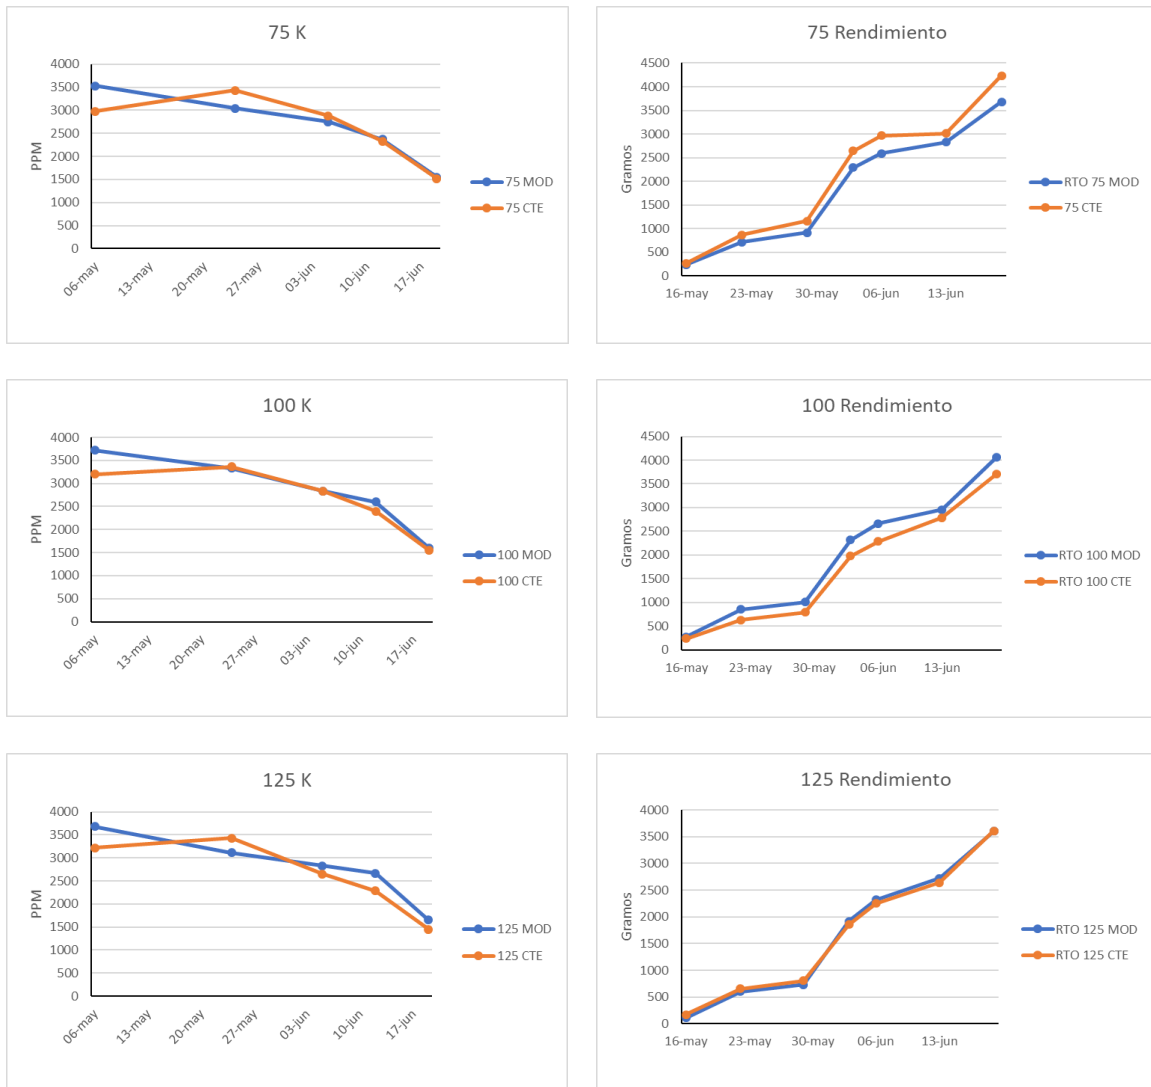 75 K
4000
3500
3000
2500
2000
1500
1000
500
0
PPM
06-may
13-may
20-may
27-may
03-jun
10-jun
17-jun
75 MOD
75 CTE
75 Rendimiento
4500
4000
3500
3000
2500
2000
1500
1000
500
0
Gramos
16-may
23-may
30-may
06-jun
13-jun
RTO 75 MOD
75 CTE
100 K
4000
3500
3000
2500
2000
1500
1000
500
0
PPM
06-may
13-may
20-may
27-may
03-jun
10-jun
17-jun
100 MOD
100 CTE
100 Rendimiento
4500
4000
3500
3000
2500
2000
1500
1000
500
0
Gramos
16-may
23-may
30-may
06-jun
13-jun
RTO 100 MOD
RTO 100 CTE
125 K
4000
3500
3000
2500
2000
1500
1000
500
0
PPM
06-may
13-may
20-may
27-may
03-jun
10-jun
17-jun
125 MOD
125 CTE
125 Rendimiento
4000
3500
3000
2500
2000
1500
1000
500
0
Gramos
16-may
23-may
30-may
06-jun
13-jun
RTO 125 MOD
RTO 125 CTE